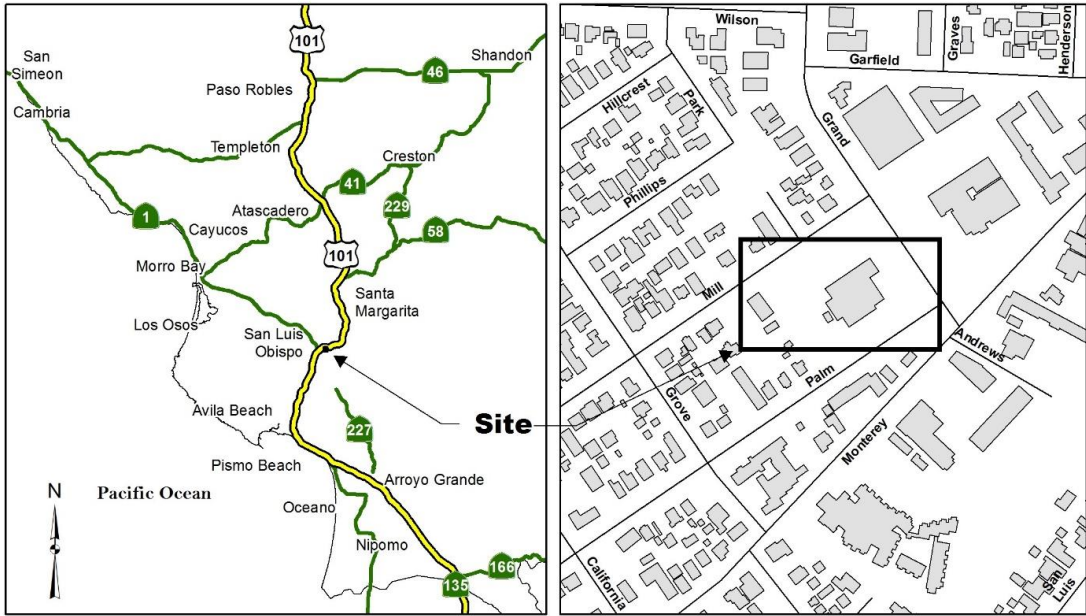 101
San
Simeon
Shandon
46
Paso Robles
Cambria
Templeton
Creston
41
229
Atascadero
1
Cayucos
58
101
Morro Bay
Santa
Margarita
Los Osos
San Luis
Obispo
Avila Beach
Site
227
Pismo Beach
Arroyo Grande
N
Pacific Ocean
Oceano
Nipomo
166
135
Wilson
Graves
Henderson
Garfield
Hillcrest
Park
Grand
Phillips
Mill
Andrews
Palm
Grove
Monterey
California
San Luis